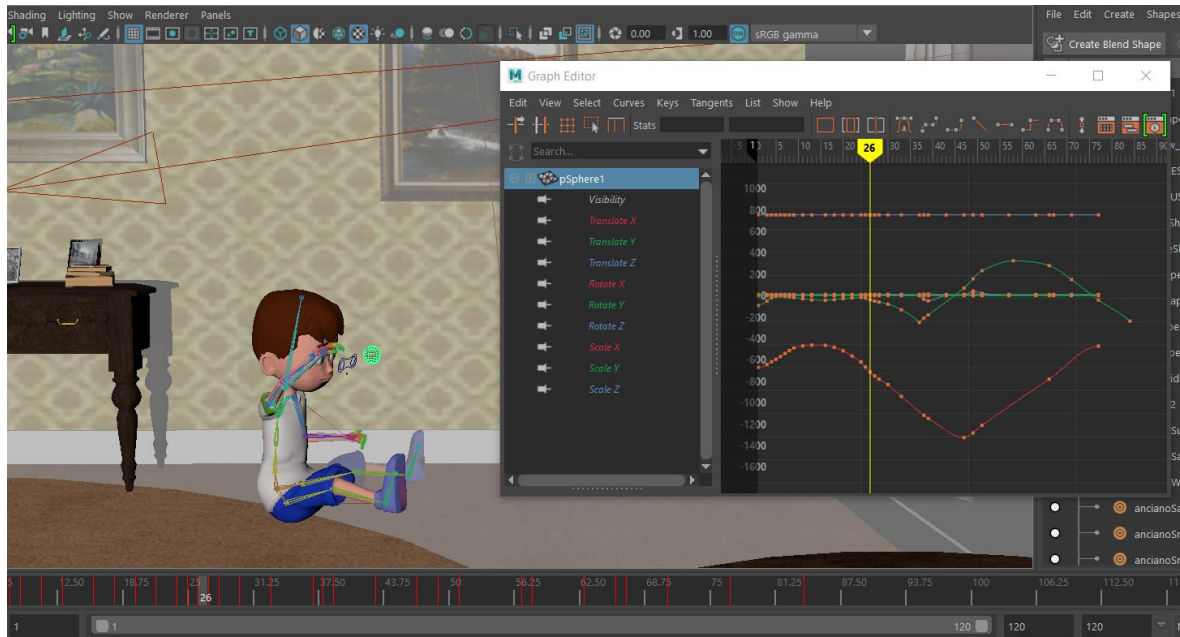 Shading Lighting Show Renderer Panels
0.00 1.00 sRGB gamma
File Edit Create Shapes
Create Blend Shape
Graph Editor
Edit View Select Curves Keys Tangents List Show Help
Stats
Search...
-5 1 5 10 15 20 26 30 35 40 45 50 55 60 65 70 75 80 85 90
pSphere1
Visibility
Translate X
Translate Y
Translate Z
Rotate X
Rotate Y
Rotate Z
Scale X
Scale Y
Scale Z
1000
800
600
400
200
0
-200
-400
-600
-800
-1000
-1200
-1400
-1600
ancianoSa
ancianoSr
ancianoSr
12.50 18.75 25 31.25 37.50 43.75 50 56.25 62.50 68.75 75 81.25 87.50 93.75 100 106.25 112.50
26
1 1 120 120 120